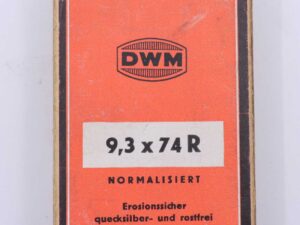 DWM
9,3 x 74 R
NORMALISIERT
Erosionssicher
quecksilber- und rostfrei